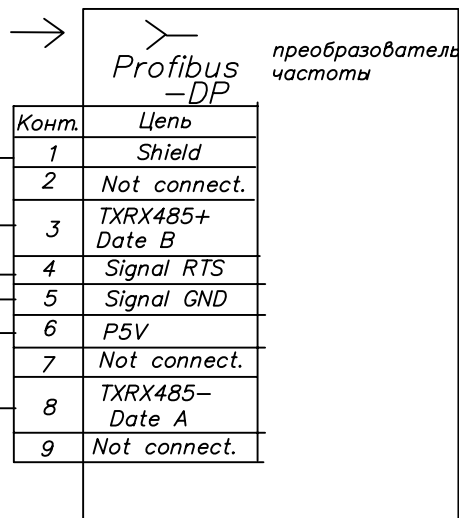 Profibus
-DP
преобразователь
частоты
Конт. Цепь
1 Shield
2 Not connect.
3 TXRX485+
Date B
4 Signal RTS
5 Signal GND
6 P5V
7 Not connect.
8 TXRX485-
Date A
9 Not connect.